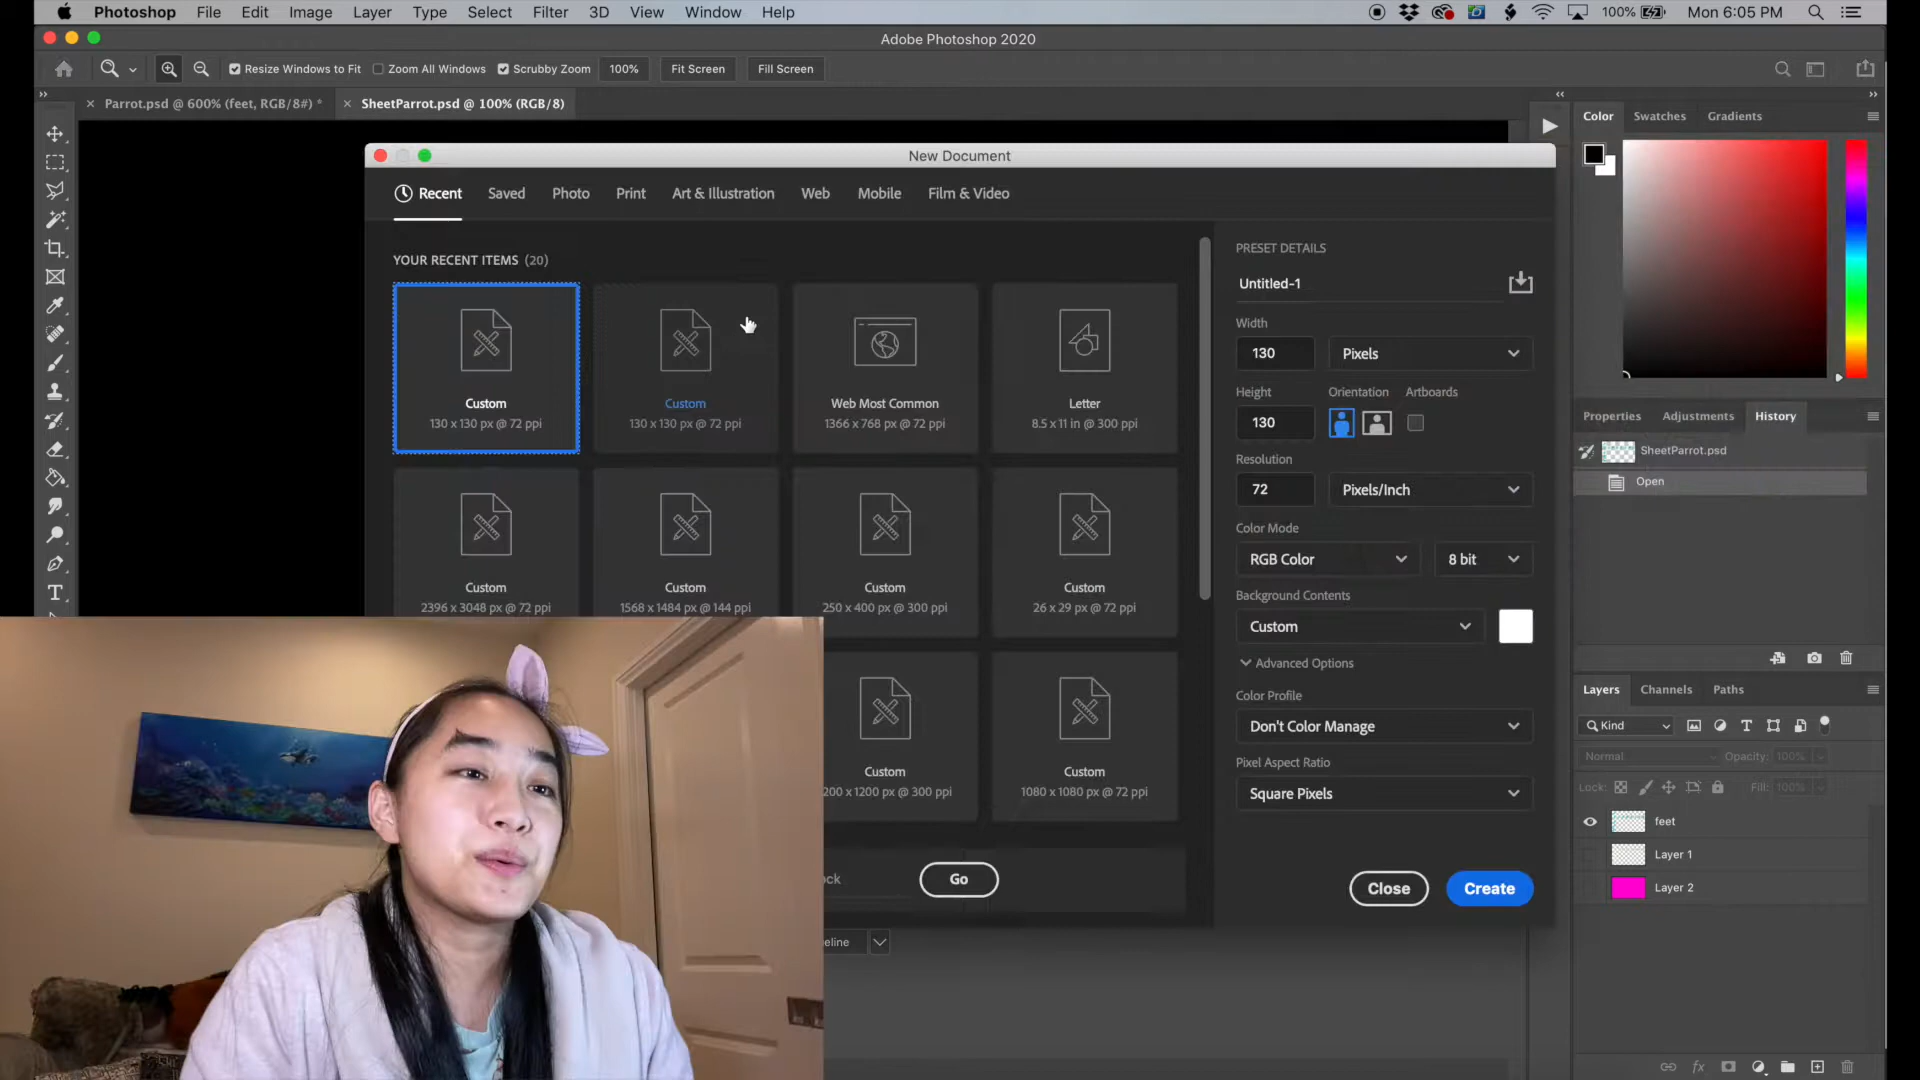 Photoshop File Edit Image Layer Type Select Filter 3D View Window Help 100% Mon 6:05 PM
Adobe Photoshop 2020
Resize Windows to Fit Zoom All Windows Scrubby Zoom 100% Fit Screen Fill Screen
Parrot.psd @ 600% (feet, RGB/8#) * SheetParrot.psd @ 100% (RGB/8)
Color Swatches Gradients
New Document
Recent Saved Photo Print Art & Illustration Web Mobile Film & Video
YOUR RECENT ITEMS (20)
Custom
130 x 130 px @ 72 ppi
Custom
130 x 130 px @ 72 ppi
Web Most Common
1366 x 768 px @ 72 ppi
Letter
8.5 x 11 in @ 300 ppi
Custom
2396 x 3048 px @ 72 ppi
Custom
1568 x 1484 px @ 144 ppi
Custom
250 x 400 px @ 300 ppi
Custom
26 x 29 px @ 72 ppi
Custom
200 x 1200 px @ 300 ppi
Custom
1080 x 1080 px @ 72 ppi
Go
PRESET DETAILS
Untitled-1
Width
130 Pixels
Height Orientation Artboards
130
Resolution
72 Pixels/Inch
Color Mode
RGB Color 8 bit
Background Contents
Custom
Advanced Options
Color Profile
Don't Color Manage
Pixel Aspect Ratio
Square Pixels
Close Create
Properties Adjustments History
SheetParrot.psd
Open
Layers Channels Paths
Kind
Normal Opacity: 100%
Lock: Fill: 100%
feet
Layer 1
Layer 2